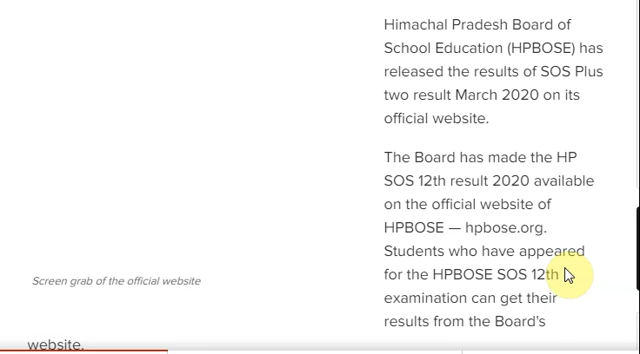 Himachal Pradesh Board of
School Education (HPBOSE) has
released the results of SOS Plus
two result March 2020 on its
official website.
The Board has made the HP
SOS 12th result 2020 available
on the official website of
HPBOSE — hpbose.org.
Students who have appeared
for the HPBOSE SOS 12th
examination can get their
results from the Board's
Screen grab of the official website
website.